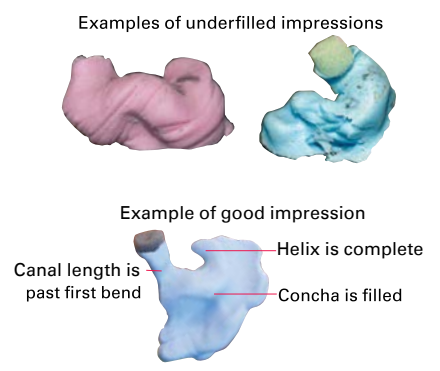 Examples of underfilled impressions
Example of good impression
Helix is complete
Canal length is
past first bend
Concha is filled